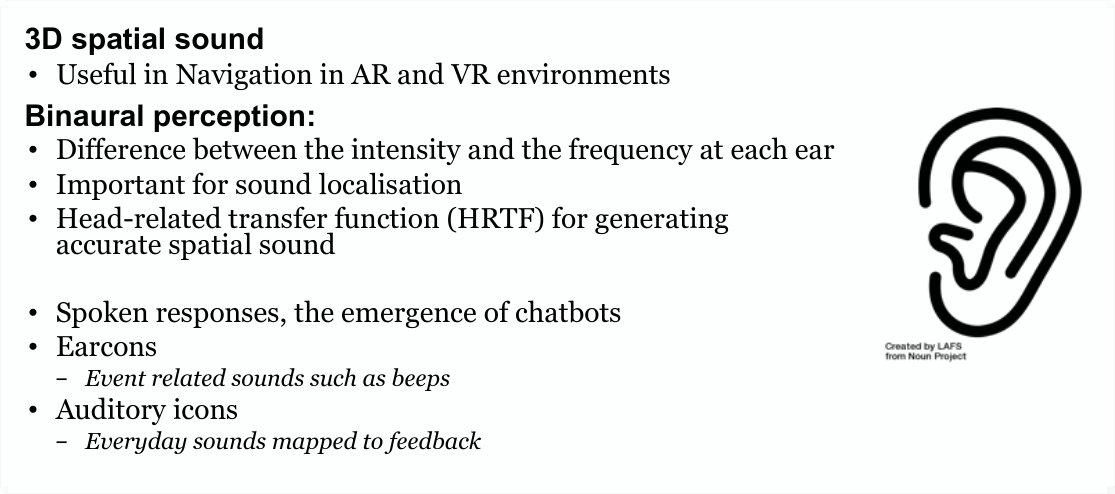 3D spatial sound
• Useful in Navigation in AR and VR environments
Binaural perception:
• Difference between the intensity and the frequency at each ear
• Important for sound localisation
• Head-related transfer function (HRTF) for generating
accurate spatial sound
• Spoken responses, the emergence of chatbots
• Earcons
– Event related sounds such as beeps
• Auditory icons
– Everyday sounds mapped to feedback
Created by LAFS
from Noun Project